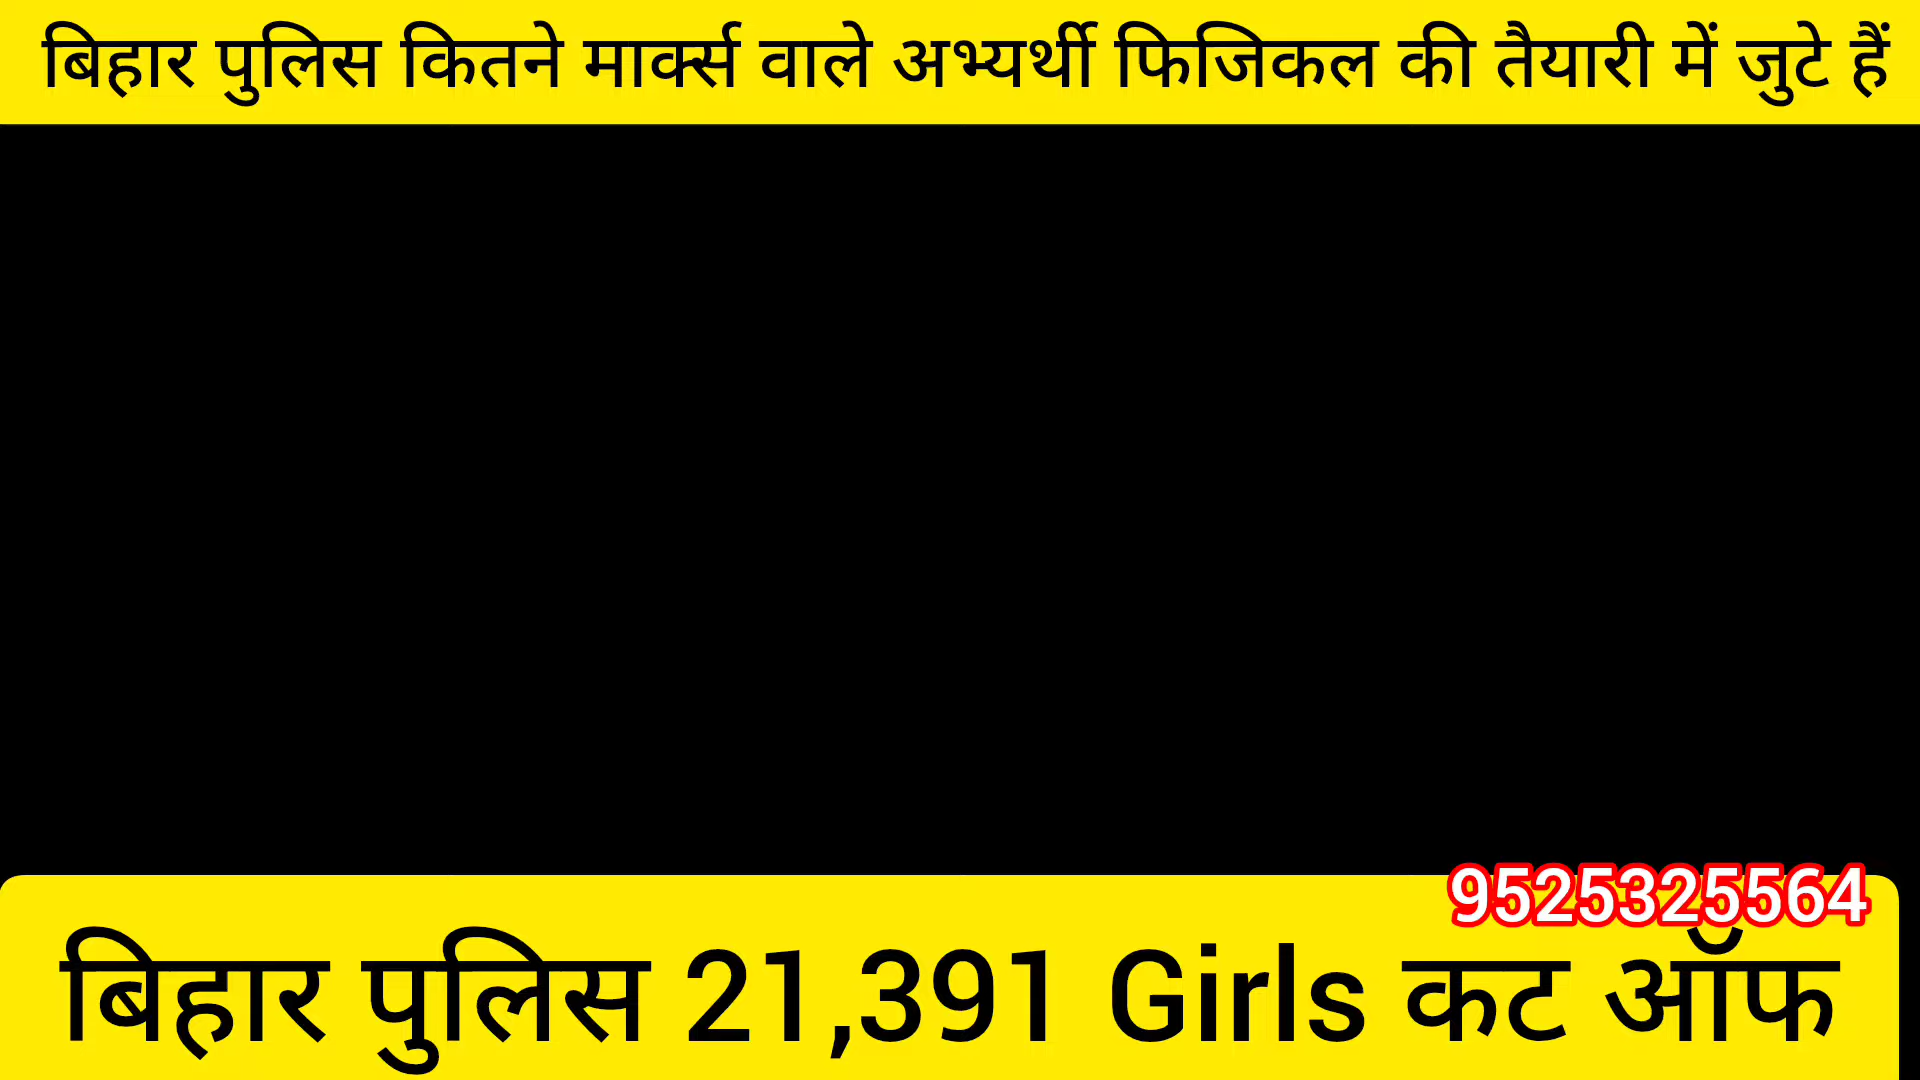 बिहार पुलिस कितने मार्क्स वाले अभ्यर्थी फिजिकल की तैयारी में जुटे हैं
9525325564
बिहार पुलिस 21,391 Girls कट ऑफ